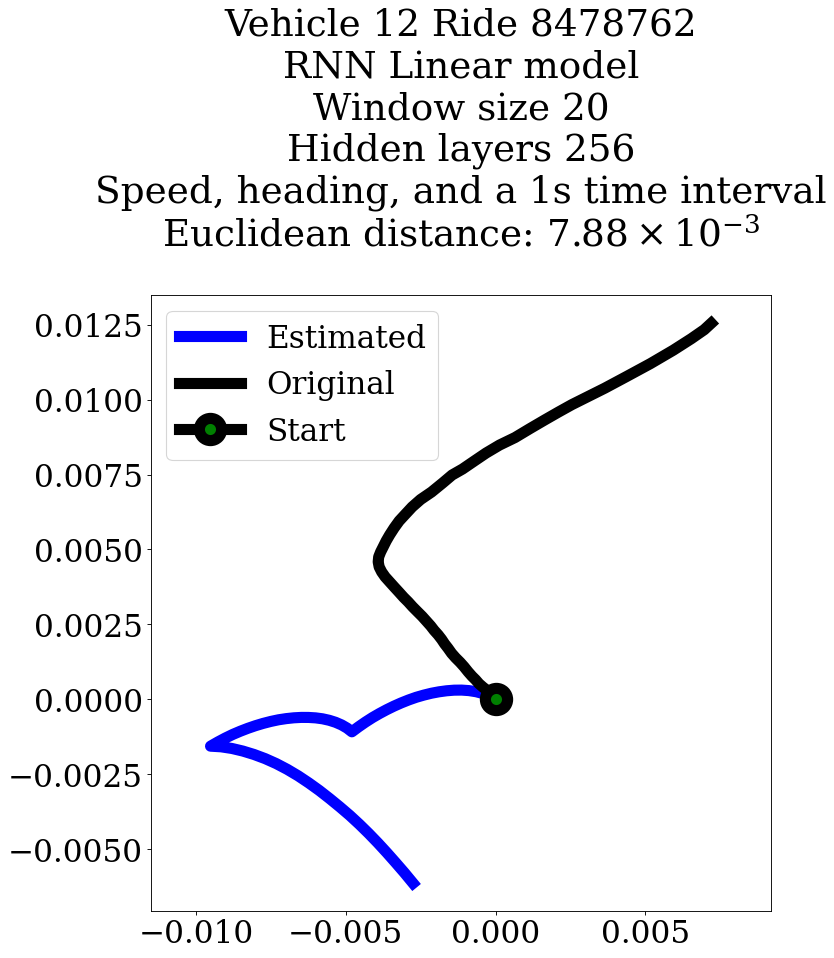 Vehicle 12 Ride 8478762
RNN Linear model
Window size 20
Hidden layers 256
Speed, heading, and a 1s time interval
Euclidean distance: 7.88 × 10⁻³
Estimated
Original
Start
0.0125
0.0100
0.0075
0.0050
0.0025
0.0000
−0.0025
−0.0050
−0.010 −0.005 0.000 0.005